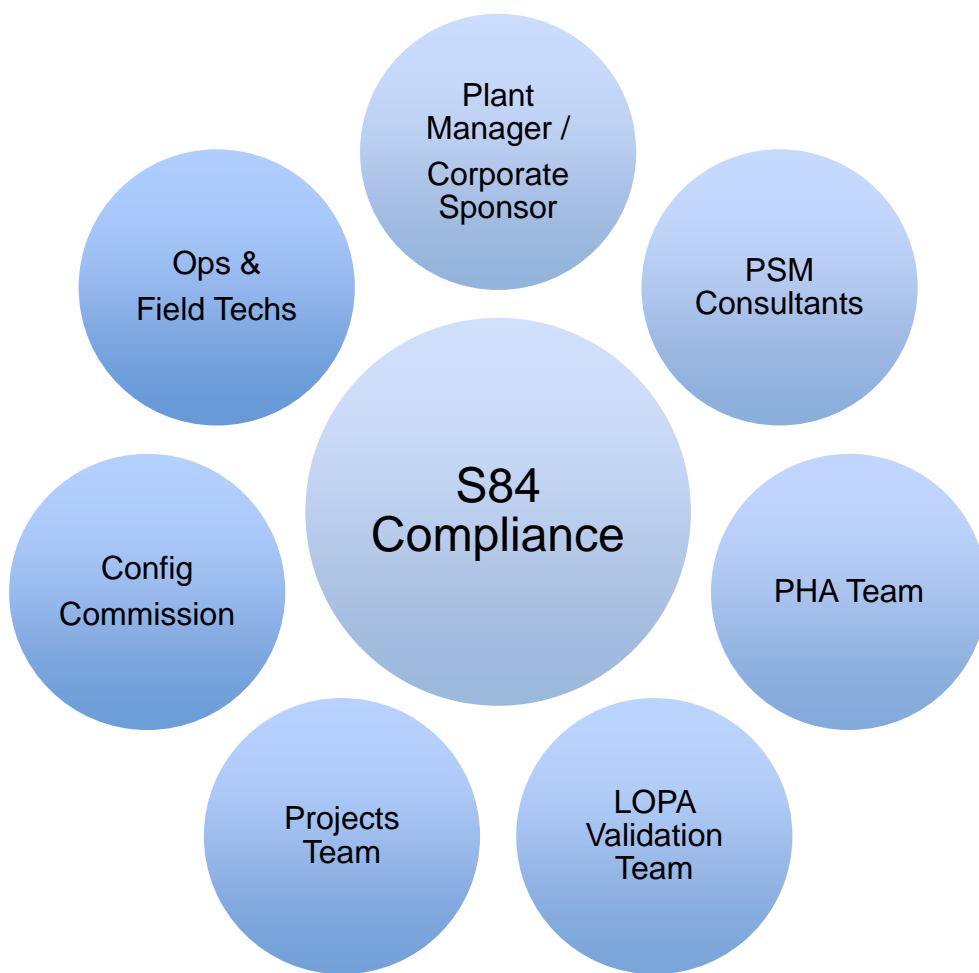 Plant
Manager /
Corporate
Sponsor
PSM
Consultants
PHA Team
LOPA
Validation
Team
Projects
Team
Config
Commission
Ops &
Field Techs
S84
Compliance